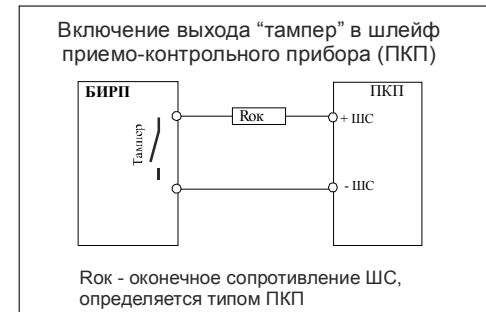 Включение выхода “тампер” в шлейф
приемо-контрольного прибора (ПКП)
БИРП
ПКП
Rок
+ ШС
Тампер
- ШС
Rок - оконечное сопротивление ШС,
определяется типом ПКП